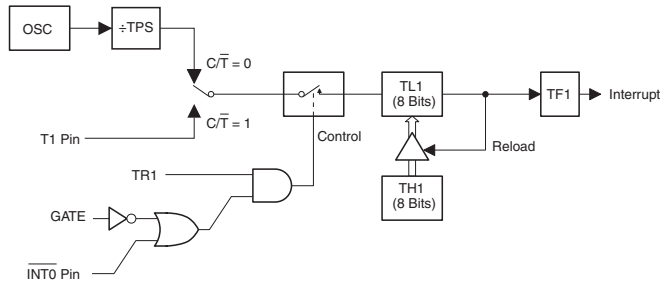 OSC
÷TPS
C/T̅ = 0
TL1
(8 Bits)
TF1
Interrupt
C/T̅ = 1
T1 Pin
Control
Reload
TR1
TH1
(8 Bits)
GATE
I̅N̅T̅0̅ Pin